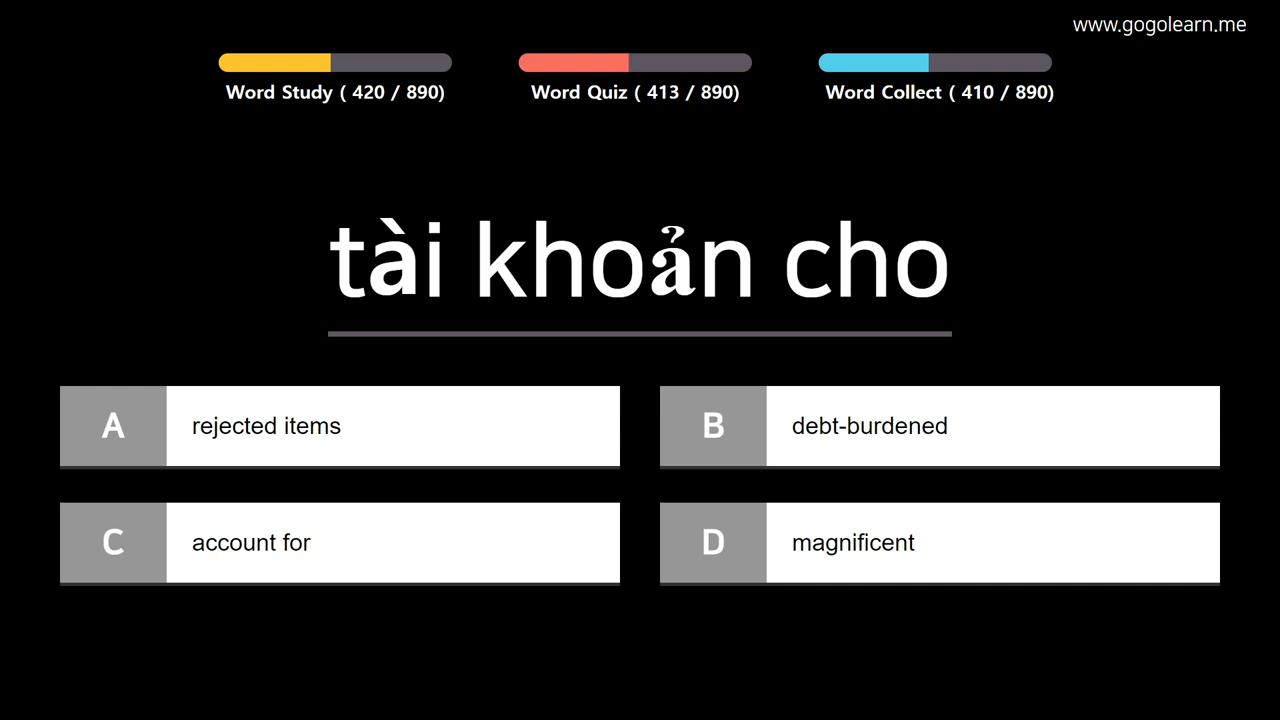 www.gogolearn.me
Word Study ( 420 / 890)
Word Quiz ( 413 / 890)
Word Collect ( 410 / 890)
tài khoản cho
A rejected items
B debt-burdened
C account for
D magnificent